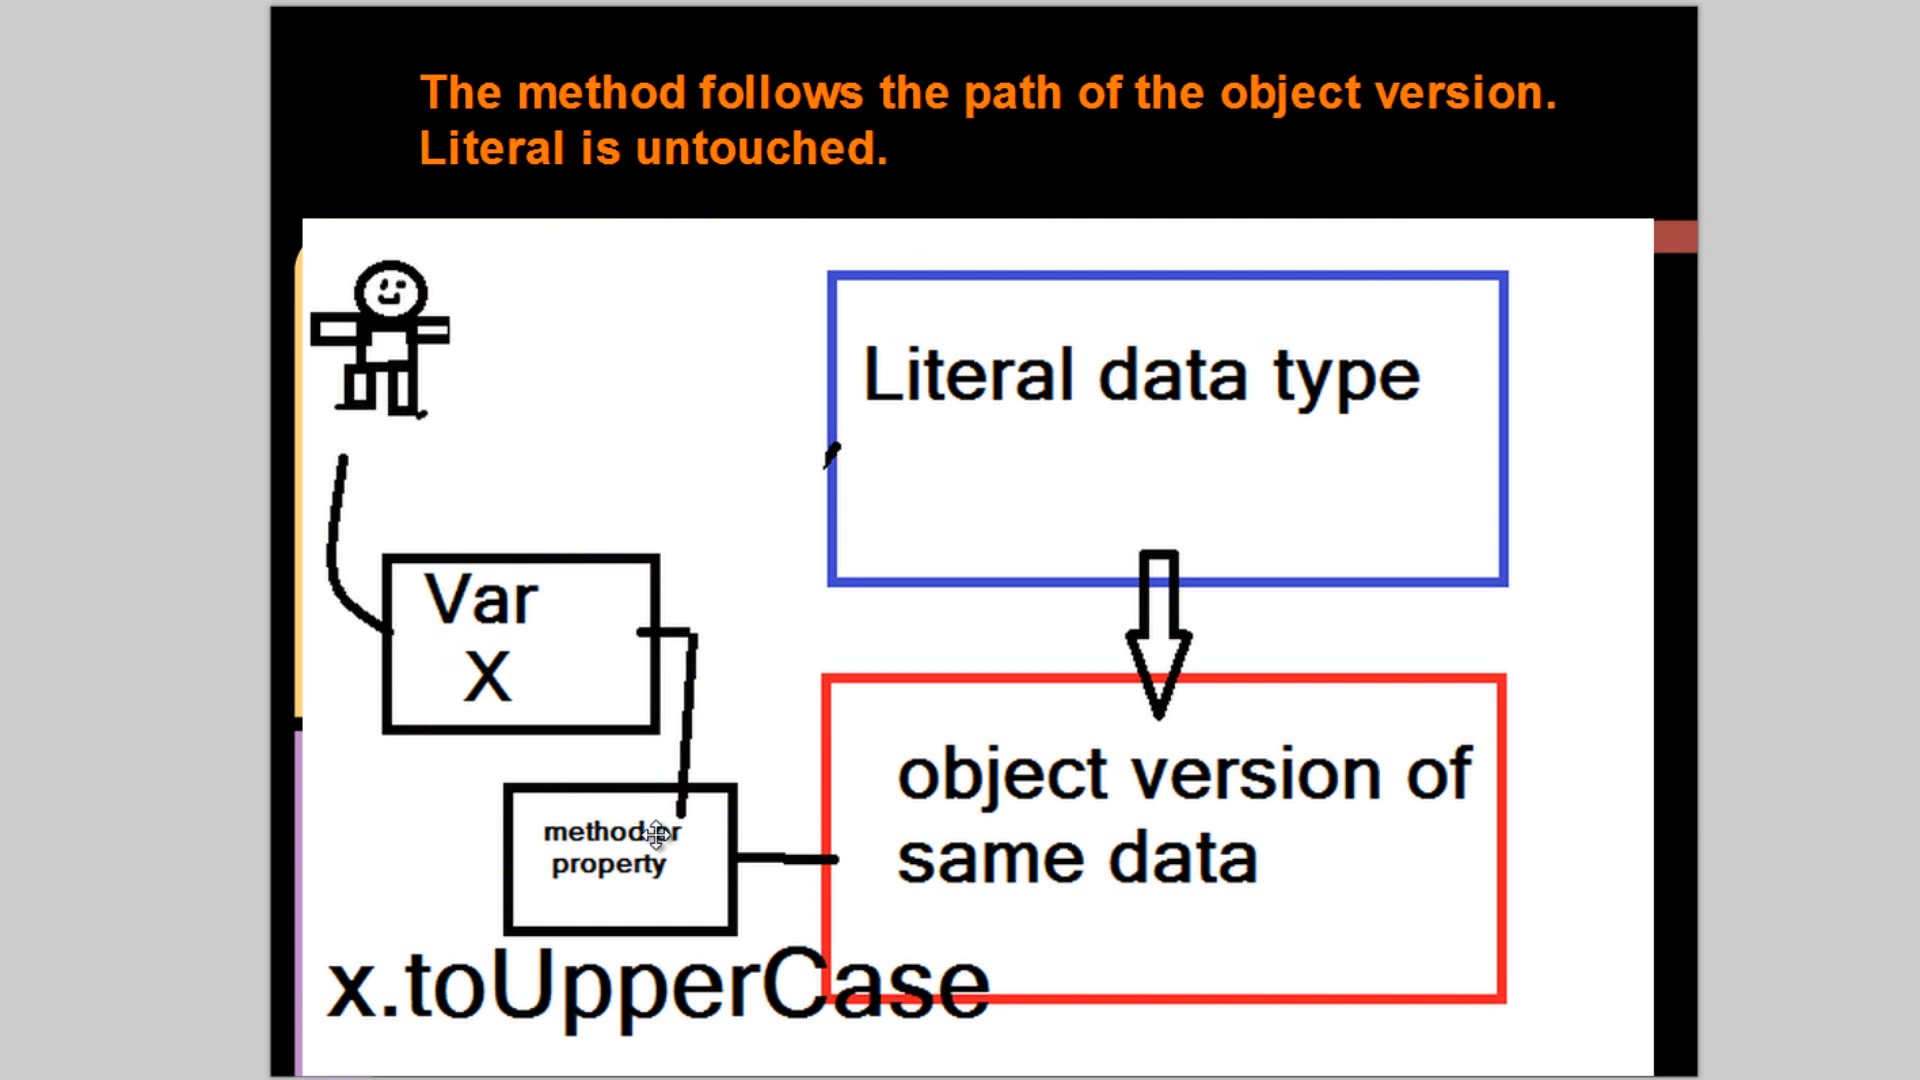 The method follows the path of the object version.
Literal is untouched.
Literal data type
Var
X
object version of
same data
method or
property
x.toUpperCase